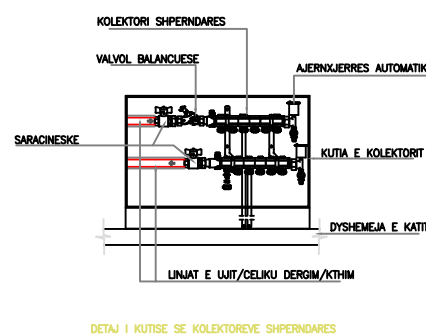 KOLEKTORI SHPERNDARES
VALVOL BALANCUESE
AJERNXJERRES AUTOMATIK
SARACINESKE
KUTIA E KOLEKTORIT
DYSHEMEJA E KATIT
LINJAT E UJIT/CELIKU DERGIM/KTHIM
DETAJ I KUTISE SE KOLEKTOREVE SHPERNDARES